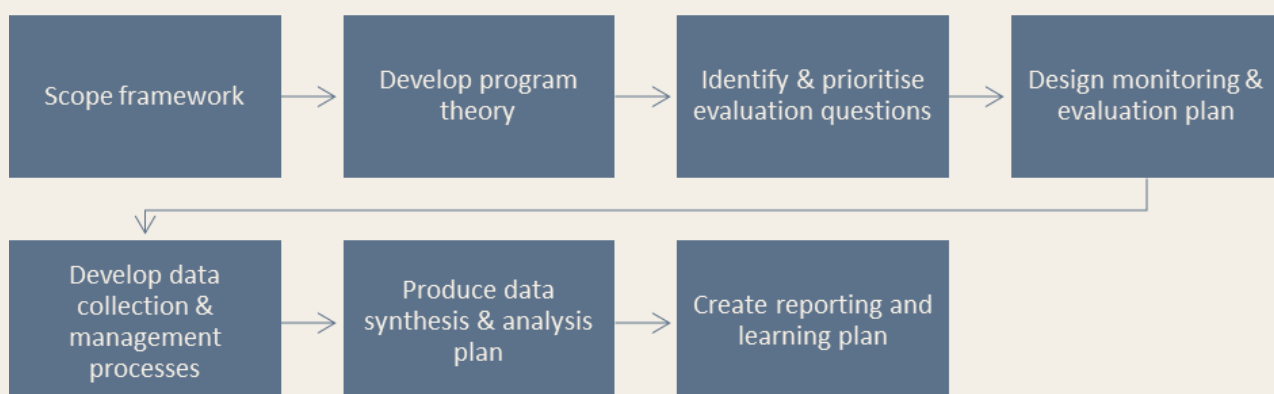 Scope framework
Develop program
theory
Identify & prioritise
evaluation questions
Design monitoring &
evaluation plan
Develop data
collection &
management
processes
Produce data
synthesis & analysis
plan
Create reporting and
learning plan